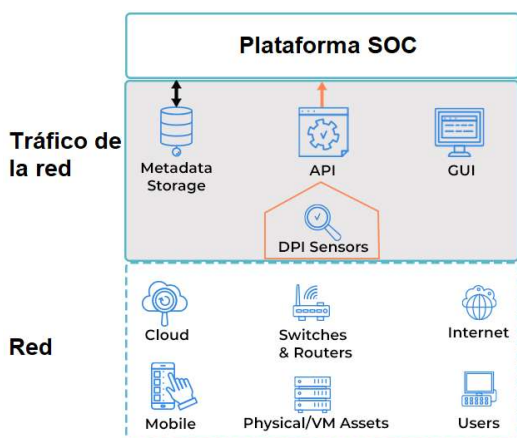 Plataforma SOC
Tráfico de
la red
Metadata
Storage
API
GUI
DPI Sensors
Red
Cloud
Switches
& Routers
Internet
Mobile
Physical/VM Assets
Users